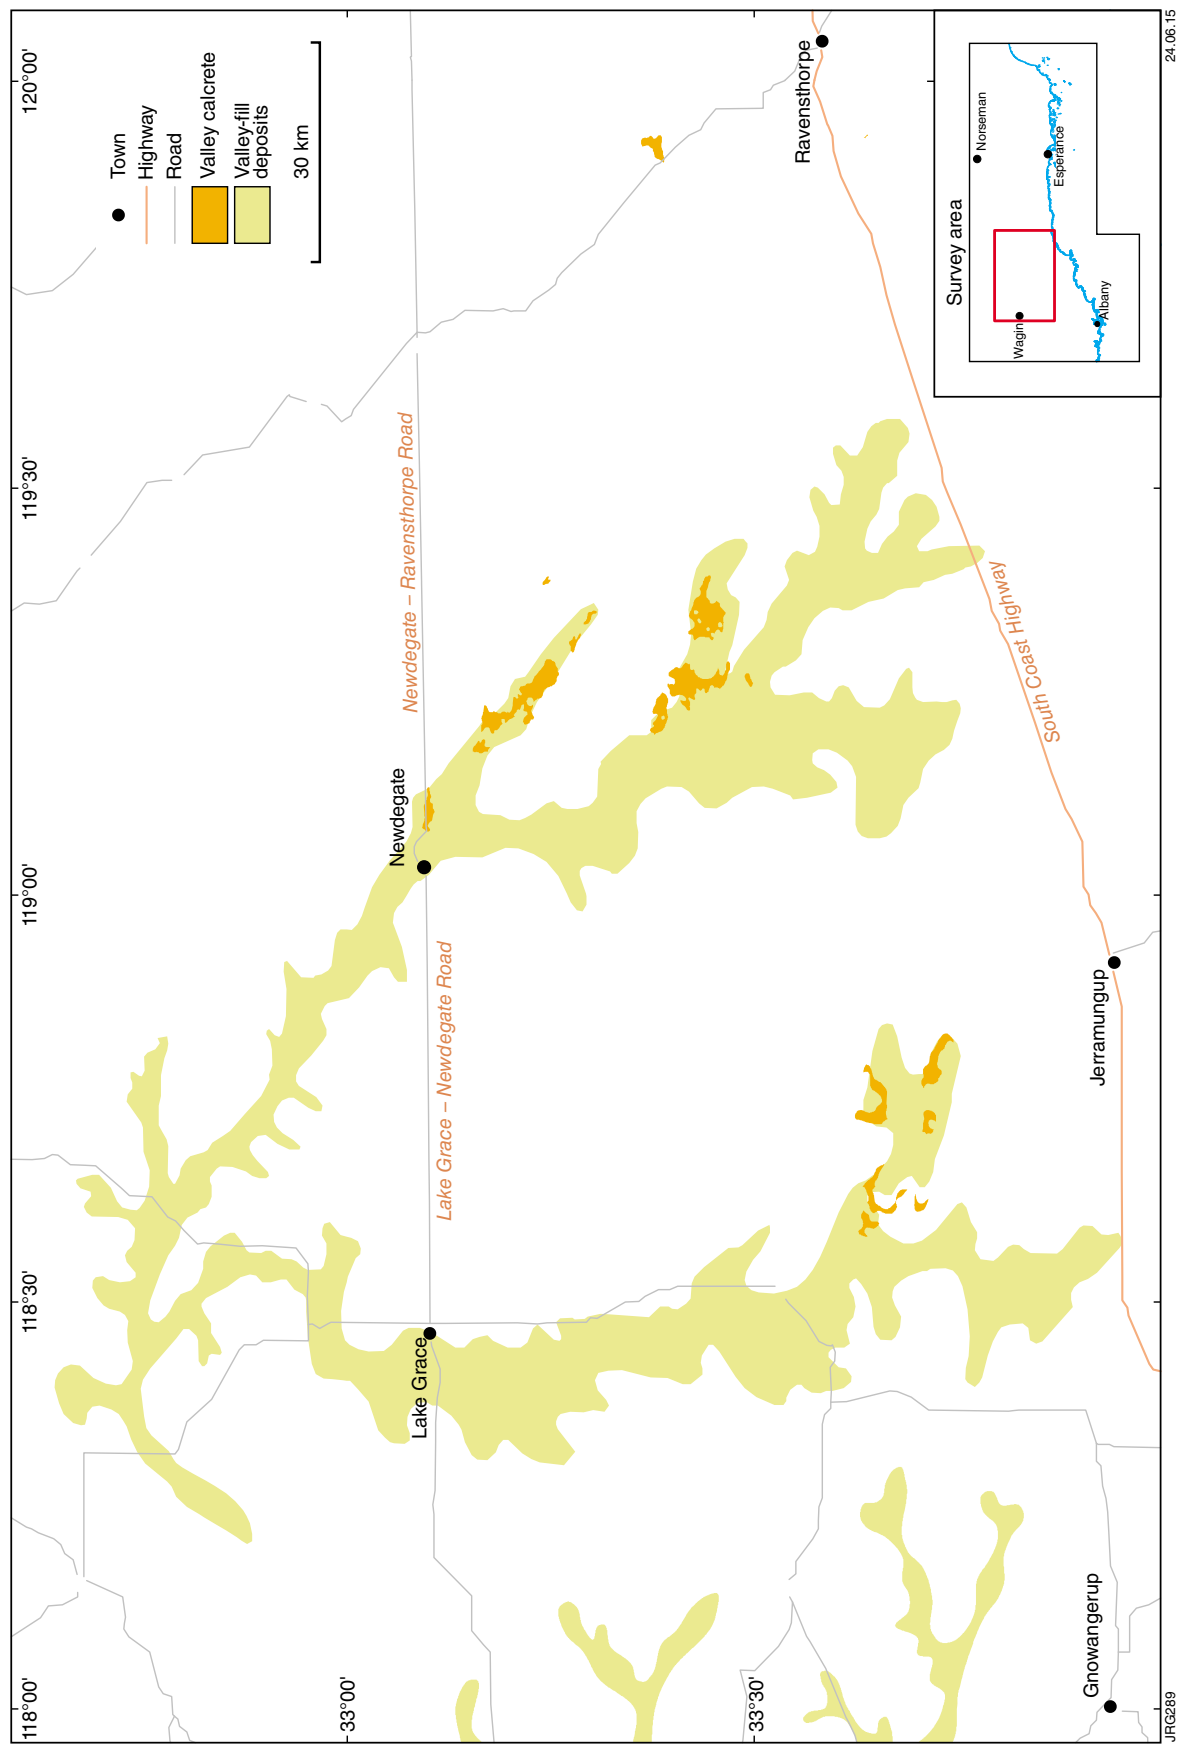 118°00'
118°30'
119°00'
119°30'
120°00'
33°00'
33°30'
Town
Highway
Road
Valley calcrete
Valley-fill
deposits
30 km
Newdegate – Ravensthorpe Road
Lake Grace – Newdegate Road
South Coast Highway
Newdegate
Lake Grace
Ravensthorpe
Jerramungup
Gnowangerup
Survey area
Norseman
Esperance
Wagin
Albany
JRG289
24.06.15